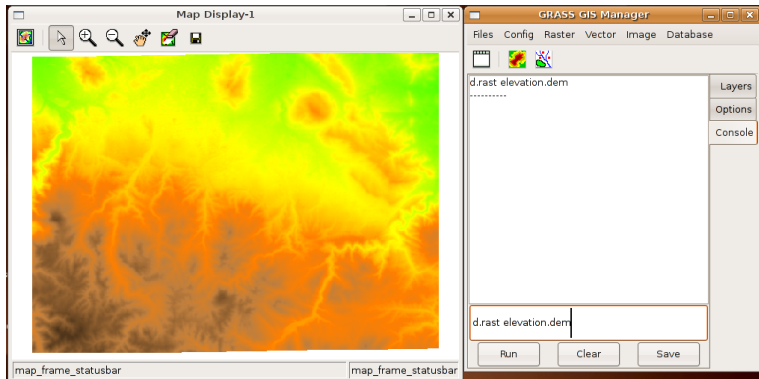 Map Display-1
map_frame_statusbar
map_frame_statusbar
GRASS GIS Manager
Files Config Raster Vector Image Database
d.rast elevation.dem
----------
Layers
Options
Console
d.rast elevation.dem
Run Clear Save